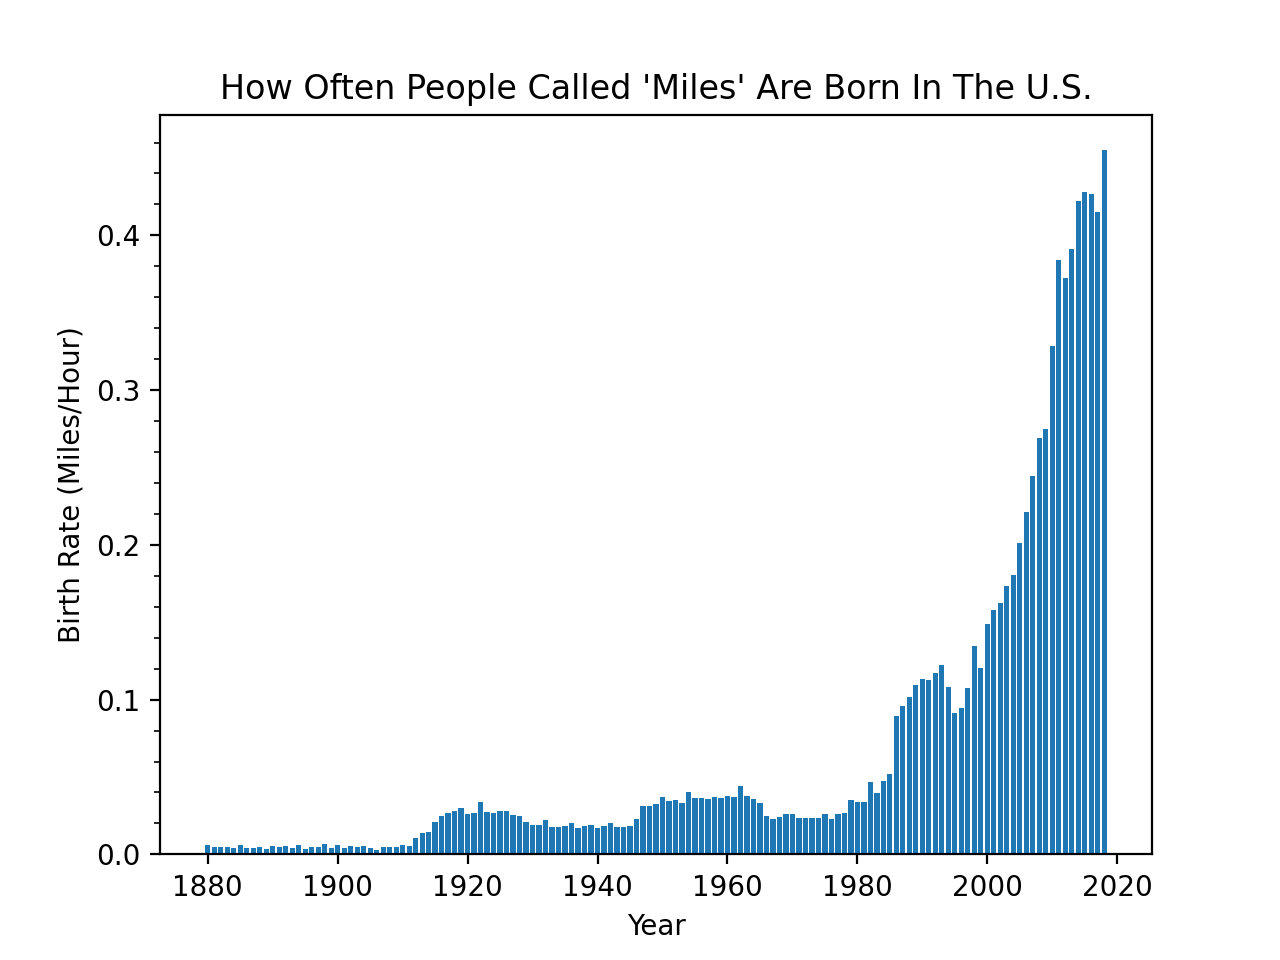 How Often People Called 'Miles' Are Born In The U.S.
Birth Rate (Miles/Hour)
0.4
0.3
0.2
0.1
0.0
1880 1900 1920 1940 1960 1980 2000 2020
Year